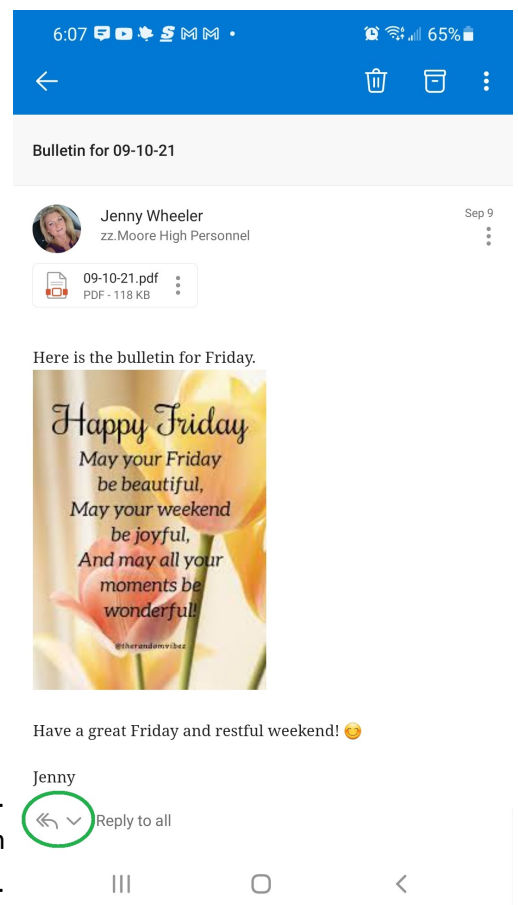 6:07 65%
Bulletin for 09-10-21
Jenny Wheeler
Sep 9
zz.Moore High Personnel
09-10-21.pdf
PDF - 118 KB
Here is the bulletin for Friday.
Happy Friday
May your Friday
be beautiful,
May your weekend
be joyful,
And may all your
moments be
wonderful!
@therandomvibez
Have a great Friday and restful weekend! 😊
Jenny
Reply to all